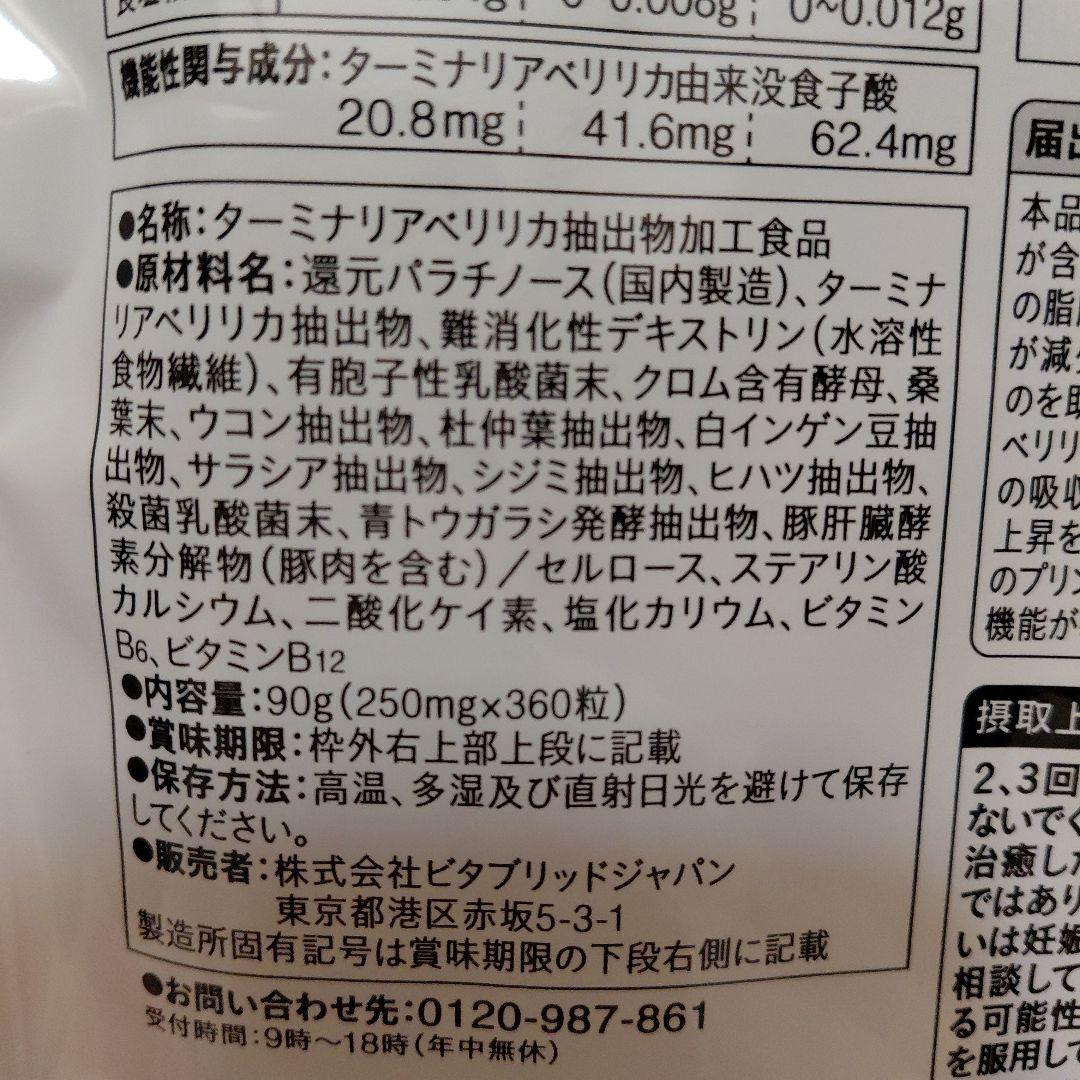 0~0.008g 0~0.012g
機能性関与成分：ターミナリアベリリカ由来没食子酸
20.8mg 41.6mg 62.4mg
●名称：ターミナリアベリリカ抽出物加工食品
●原材料名：還元パラチノース（国内製造）、ターミナ
リアベリリカ抽出物、難消化性デキストリン（水溶性
食物繊維）、有胞子性乳酸菌末、クロム含有酵母、桑
葉末、ウコン抽出物、杜仲葉抽出物、白インゲン豆抽
出物、サラシア抽出物、シジミ抽出物、ヒハツ抽出物、
殺菌乳酸菌末、青トウガラシ発酵抽出物、豚肝臓酵
素分解物（豚肉を含む）／セルロース、ステアリン酸
カルシウム、二酸化ケイ素、塩化カリウム、ビタミン
B6、ビタミンB12
●内容量：90g（250mg×360粒）
●賞味期限：枠外右上部上段に記載
●保存方法：高温、多湿及び直射日光を避けて保存
してください。
●販売者：株式会社ビタブリッドジャパン
東京都港区赤坂5-3-1
製造所固有記号は賞味期限の下段右側に記載
●お問い合わせ先：0120-987-861
受付時間：9時～18時（年中無休）
届出
本品
が含
の脂
が減
のを助
ベリリ
の吸収
上昇を
のプリン
機能が
摂取上
2、3回
ないでく
治癒した
ではあり
いは妊娠
相談して
る可能性
を服用して